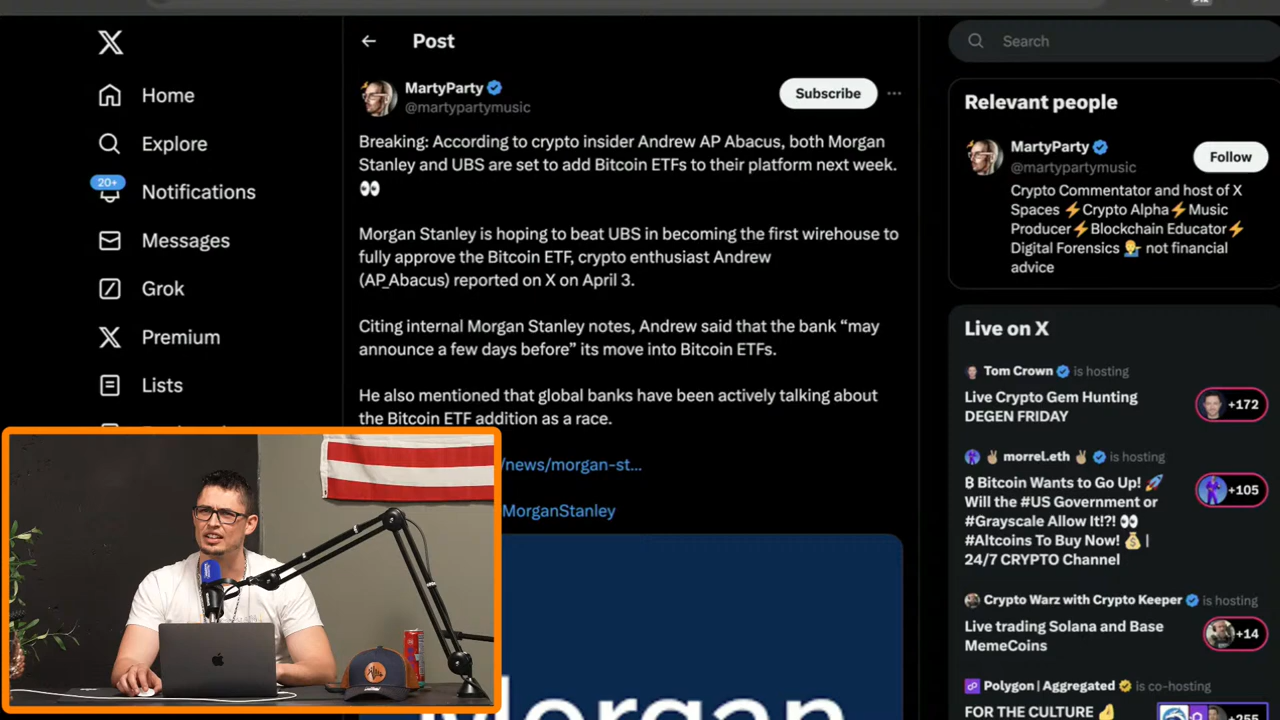 Post
Search
Home
Explore
20+
Notifications
Messages
Grok
Premium
Lists
MartyParty
@martypartymusic
Subscribe
Breaking: According to crypto insider Andrew AP Abacus, both Morgan
Stanley and UBS are set to add Bitcoin ETFs to their platform next week.
👀
Morgan Stanley is hoping to beat UBS in becoming the first wirehouse to
fully approve the Bitcoin ETF, crypto enthusiast Andrew
(AP_Abacus) reported on X on April 3.
Citing internal Morgan Stanley notes, Andrew said that the bank “may
announce a few days before” its move into Bitcoin ETFs.
He also mentioned that global banks have been actively talking about
the Bitcoin ETF addition as a race.
/news/morgan-st...
MorganStanley
Morgan
Relevant people
MartyParty
@martypartymusic
Follow
Crypto Commentator and host of X
Spaces ⚡Crypto Alpha⚡Music
Producer⚡Blockchain Educator⚡
Digital Forensics 💁‍♂️ not financial
advice
Live on X
Tom Crown is hosting
Live Crypto Gem Hunting
DEGEN FRIDAY
+172
✌🏽 morrel.eth ✌🏽 is hosting
₿ Bitcoin Wants to Go Up! 🚀
Will the #US Government or
#Grayscale Allow It!?! 👀
#Altcoins To Buy Now! 💰 |
24/7 CRYPTO Channel
+105
Crypto Warz with Crypto Keeper is hosting
Live trading Solana and Base
MemeCoins
+14
Polygon | Aggregated is co-hosting
FOR THE CULTURE
+255